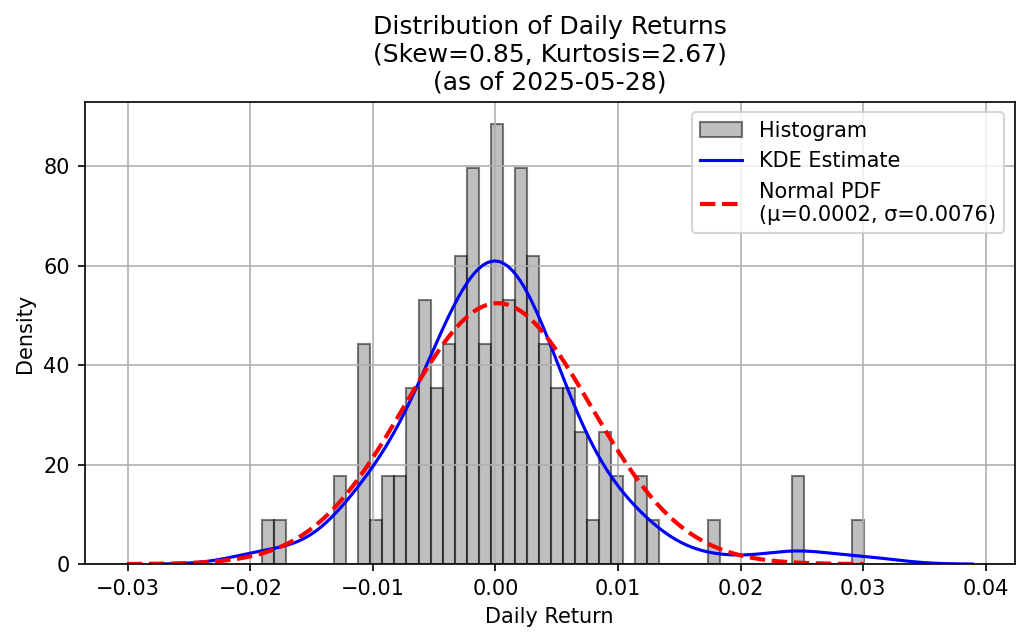 Distribution of Daily Returns
(Skew=0.85, Kurtosis=2.67)
(as of 2025-05-28)
Histogram
KDE Estimate
Normal PDF
(μ=0.0002, σ=0.0076)
Density
80
60
40
20
0
−0.03
−0.02
−0.01
0.00
0.01
0.02
0.03
0.04
Daily Return